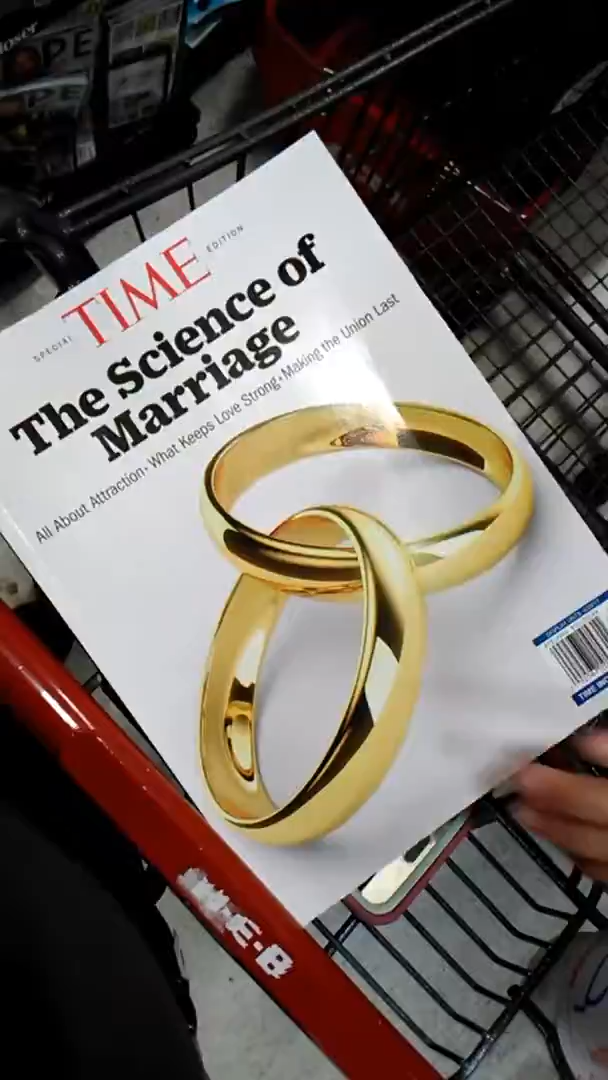 SPECIAL TIME EDITION
The Science of
Marriage
All About Attraction • What Keeps Love Strong • Making the Union Last
H-E-B